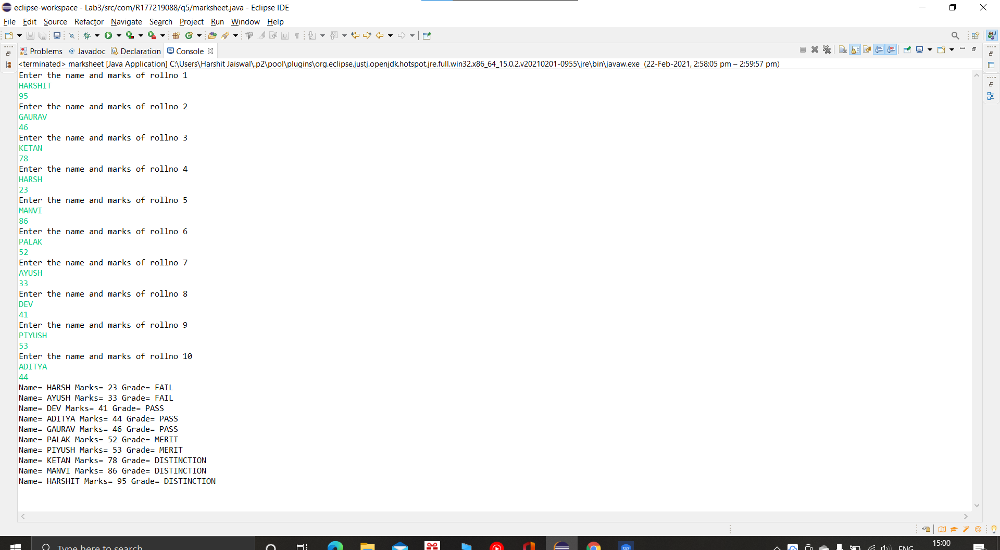 eclipse-workspace - Lab3/src/com/R177219088/q5/marksheet.java - Eclipse IDE
File Edit Source Refactor Navigate Search Project Run Window Help
Problems @ Javadoc Declaration Console
<terminated> marksheet [Java Application] C:\Users\Harshit Jaiswal\.p2\pool\plugins\org.eclipse.justj.openjdk.hotspot.jre.full.win32.x86_64_15.0.2.v20210201-0955\jre\bin\javaw.exe (22-Feb-2021, 2:58:05 pm – 2:59:57 pm)
Enter the name and marks of rollno 1
HARSHIT
95
Enter the name and marks of rollno 2
GAURAV
46
Enter the name and marks of rollno 3
KETAN
78
Enter the name and marks of rollno 4
HARSH
23
Enter the name and marks of rollno 5
MANVI
86
Enter the name and marks of rollno 6
PALAK
52
Enter the name and marks of rollno 7
AYUSH
33
Enter the name and marks of rollno 8
DEV
41
Enter the name and marks of rollno 9
PIYUSH
53
Enter the name and marks of rollno 10
ADITYA
44
Name= HARSH Marks= 23 Grade= FAIL
Name= AYUSH Marks= 33 Grade= FAIL
Name= DEV Marks= 41 Grade= PASS
Name= ADITYA Marks= 44 Grade= PASS
Name= GAURAV Marks= 46 Grade= PASS
Name= PALAK Marks= 52 Grade= MERIT
Name= PIYUSH Marks= 53 Grade= MERIT
Name= KETAN Marks= 78 Grade= DISTINCTION
Name= MANVI Marks= 86 Grade= DISTINCTION
Name= HARSHIT Marks= 95 Grade= DISTINCTION
Type here to search
ENG
15:00